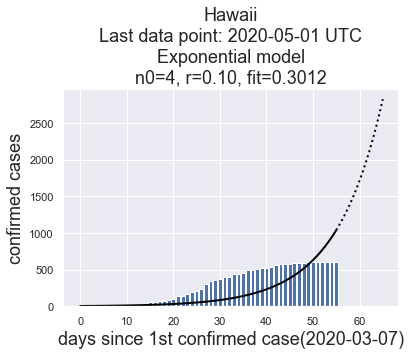 Hawaii
Last data point: 2020-05-01 UTC
Exponential model
n0=4, r=0.10, fit=0.3012
confirmed cases
2500
2000
1500
1000
500
0
0 10 20 30 40 50 60
days since 1st confirmed case(2020-03-07)